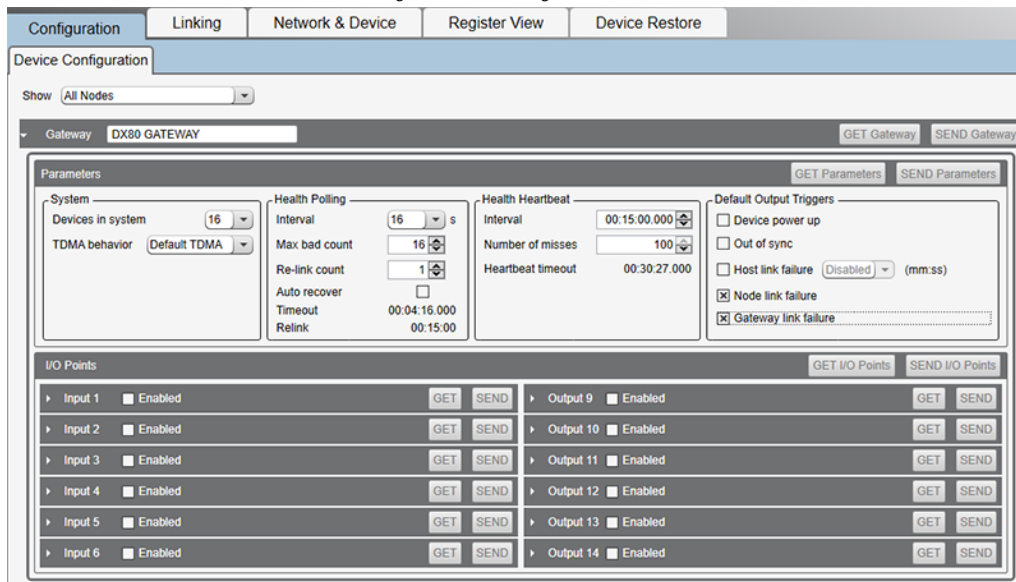 Configuration Linking Network & Device Register View Device Restore
Device Configuration
Show All Nodes
Gateway DX80 GATEWAY GET Gateway SEND Gateway
Parameters GET Parameters SEND Parameters
System
Devices in system 16
TDMA behavior Default TDMA
Health Polling
Interval 16 s
Max bad count 16
Re-link count 1
Auto recover
Timeout 00:04:16.000
Relink 00:15:00
Health Heartbeat
Interval 00:15:00.000
Number of misses 100
Heartbeat timeout 00:30:27.000
Default Output Triggers
Device power up
Out of sync
Host link failure Disabled (mm:ss)
Node link failure
Gateway link failure
I/O Points GET I/O Points SEND I/O Points
Input 1 Enabled GET SEND Output 9 Enabled GET SEND
Input 2 Enabled GET SEND Output 10 Enabled GET SEND
Input 3 Enabled GET SEND Output 11 Enabled GET SEND
Input 4 Enabled GET SEND Output 12 Enabled GET SEND
Input 5 Enabled GET SEND Output 13 Enabled GET SEND
Input 6 Enabled GET SEND Output 14 Enabled GET SEND